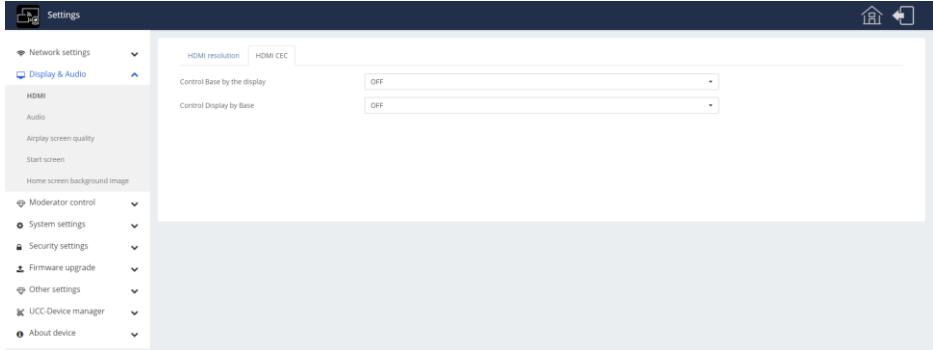 Settings
Network settings
Display & Audio
HDMI
Audio
Airplay screen quality
Start screen
Home screen background image
Moderator control
System settings
Security settings
Firmware upgrade
Other settings
UCC-Device manager
About device
HDMI resolution HDMI CEC
Control Base by the display OFF
Control Display by Base OFF